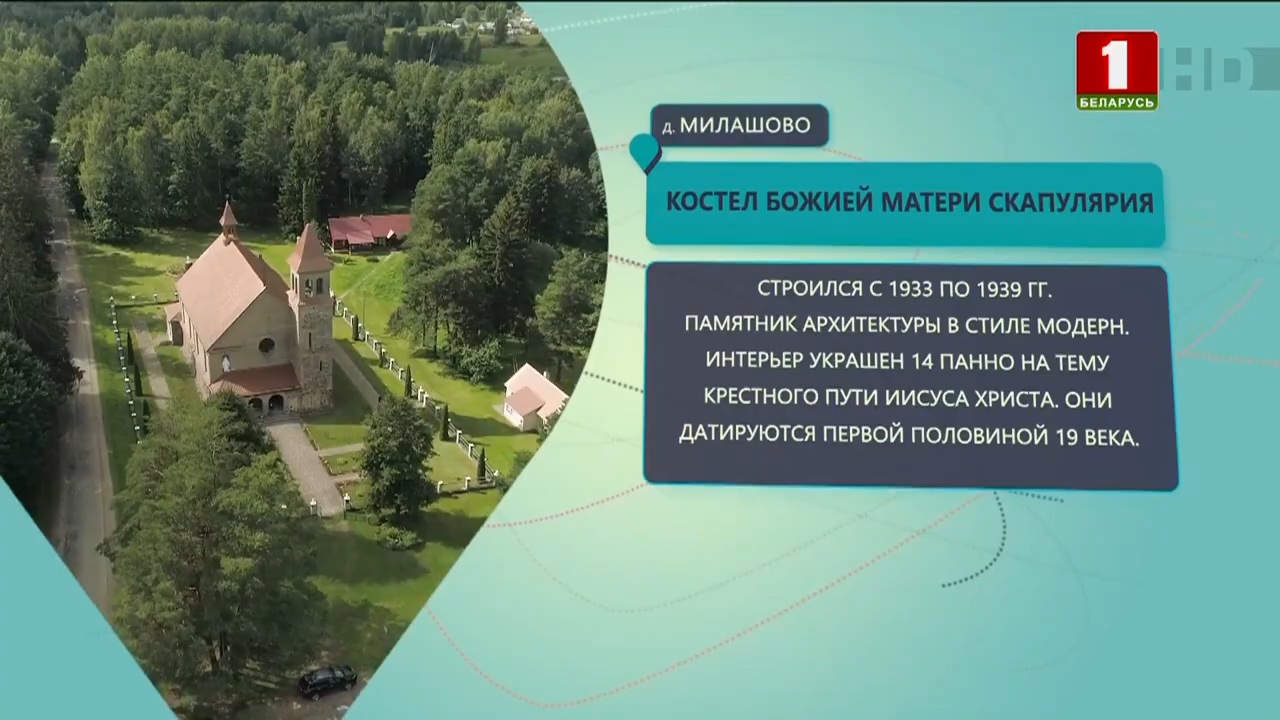 1
HD
БЕЛАРУСЬ
д. МИЛАШОВО
КОСТЕЛ БОЖИЕЙ МАТЕРИ СКАПУЛЯРИЯ
СТРОИЛСЯ С 1933 ПО 1939 ГГ.
ПАМЯТНИК АРХИТЕКТУРЫ В СТИЛЕ МОДЕРН.
ИНТЕРЬЕР УКРАШЕН 14 ПАННО НА ТЕМУ
КРЕСТНОГО ПУТИ ИИСУСА ХРИСТА. ОНИ
ДАТИРУЮТСЯ ПЕРВОЙ ПОЛОВИНОЙ 19 ВЕКА.